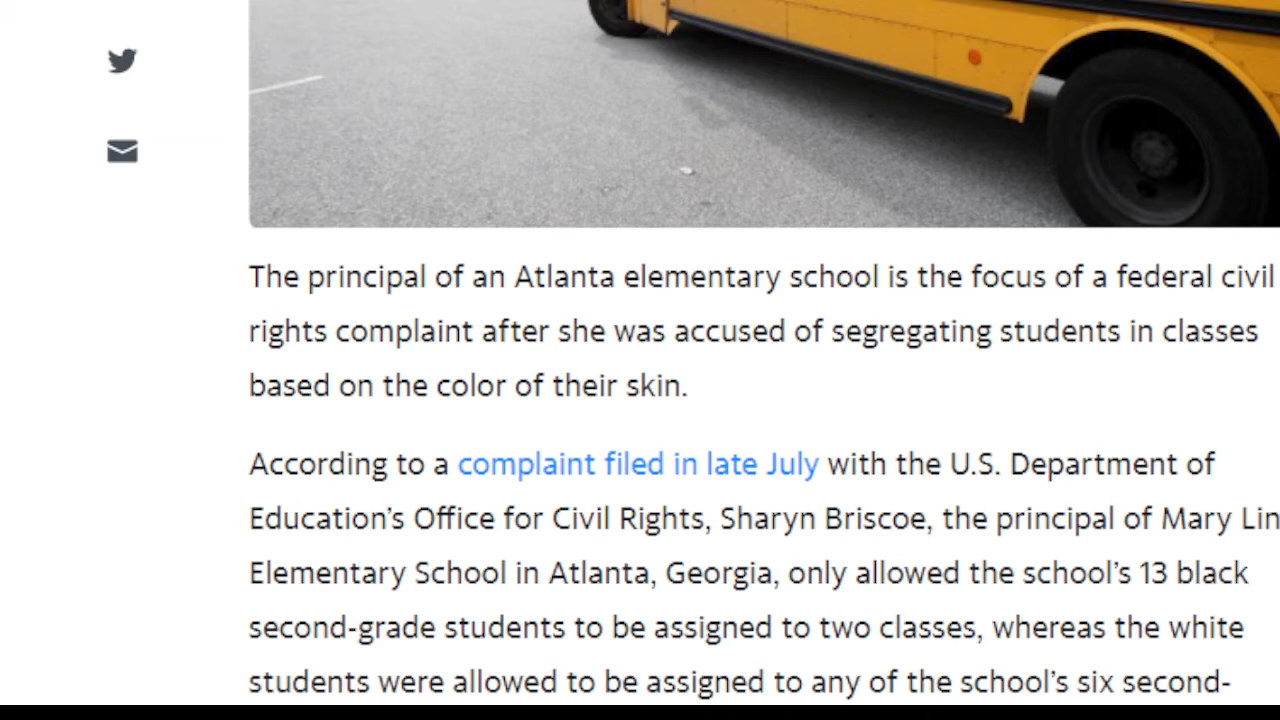 The principal of an Atlanta elementary school is the focus of a federal civil
rights complaint after she was accused of segregating students in classes
based on the color of their skin.
According to a complaint filed in late July with the U.S. Department of
Education’s Office for Civil Rights, Sharyn Briscoe, the principal of Mary Lin
Elementary School in Atlanta, Georgia, only allowed the school’s 13 black
second-grade students to be assigned to two classes, whereas the white
students were allowed to be assigned to any of the school’s six second-